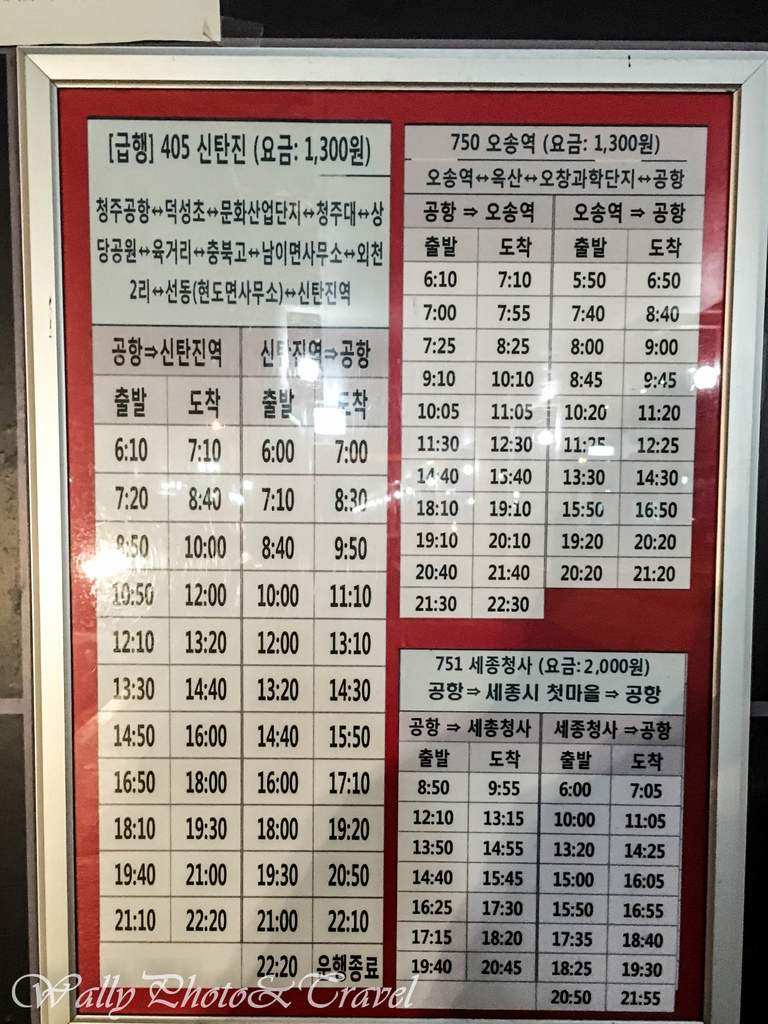 [급행] 405 신탄진 (요금: 1,300원)
청주공항↔덕성초↔문화산업단지↔청주대↔상
당공원↔육거리↔충북고↔남이면사무소↔외천
2리↔선동(현도면사무소)↔신탄진역
공항⇒신탄진역 신탄진역⇒공항
출발 도착 출발 도착
6:10 7:10 6:00 7:00
7:20 8:40 7:10 8:30
8:50 10:00 8:40 9:50
10:50 12:00 10:00 11:10
12:10 13:20 12:00 13:10
13:30 14:40 13:20 14:30
14:50 16:00 14:40 15:50
16:50 18:00 16:00 17:10
18:10 19:30 18:00 19:20
19:40 21:00 19:30 20:50
21:10 22:20 21:00 22:10
22:20 운행종료
750 오송역 (요금: 1,300원)
오송역↔옥산↔오창과학단지↔공항
공항 ⇒ 오송역 오송역 ⇒ 공항
출발 도착 출발 도착
6:10 7:10 5:50 6:50
7:00 7:55 7:40 8:40
7:25 8:25 8:00 9:00
9:10 10:10 8:45 9:45
10:05 11:05 10:20 11:20
11:30 12:30 11:25 12:25
14:40 15:40 13:30 14:30
18:10 19:10 15:50 16:50
19:10 20:10 19:20 20:20
20:40 21:40 20:20 21:20
21:30 22:30
751 세종청사 (요금: 2,000원)
공항⇒세종시 첫마을 ⇒ 공항
공항 ⇒ 세종청사 세종청사 ⇒공항
출발 도착 출발 도착
8:50 9:55 6:00 7:05
12:10 13:15 10:00 11:05
13:50 14:55 13:20 14:25
14:40 15:45 15:00 16:05
16:25 17:30 15:50 16:55
17:15 18:20 17:35 18:40
19:40 20:45 18:25 19:30
20:50 21:55
Wally Photo& Travel